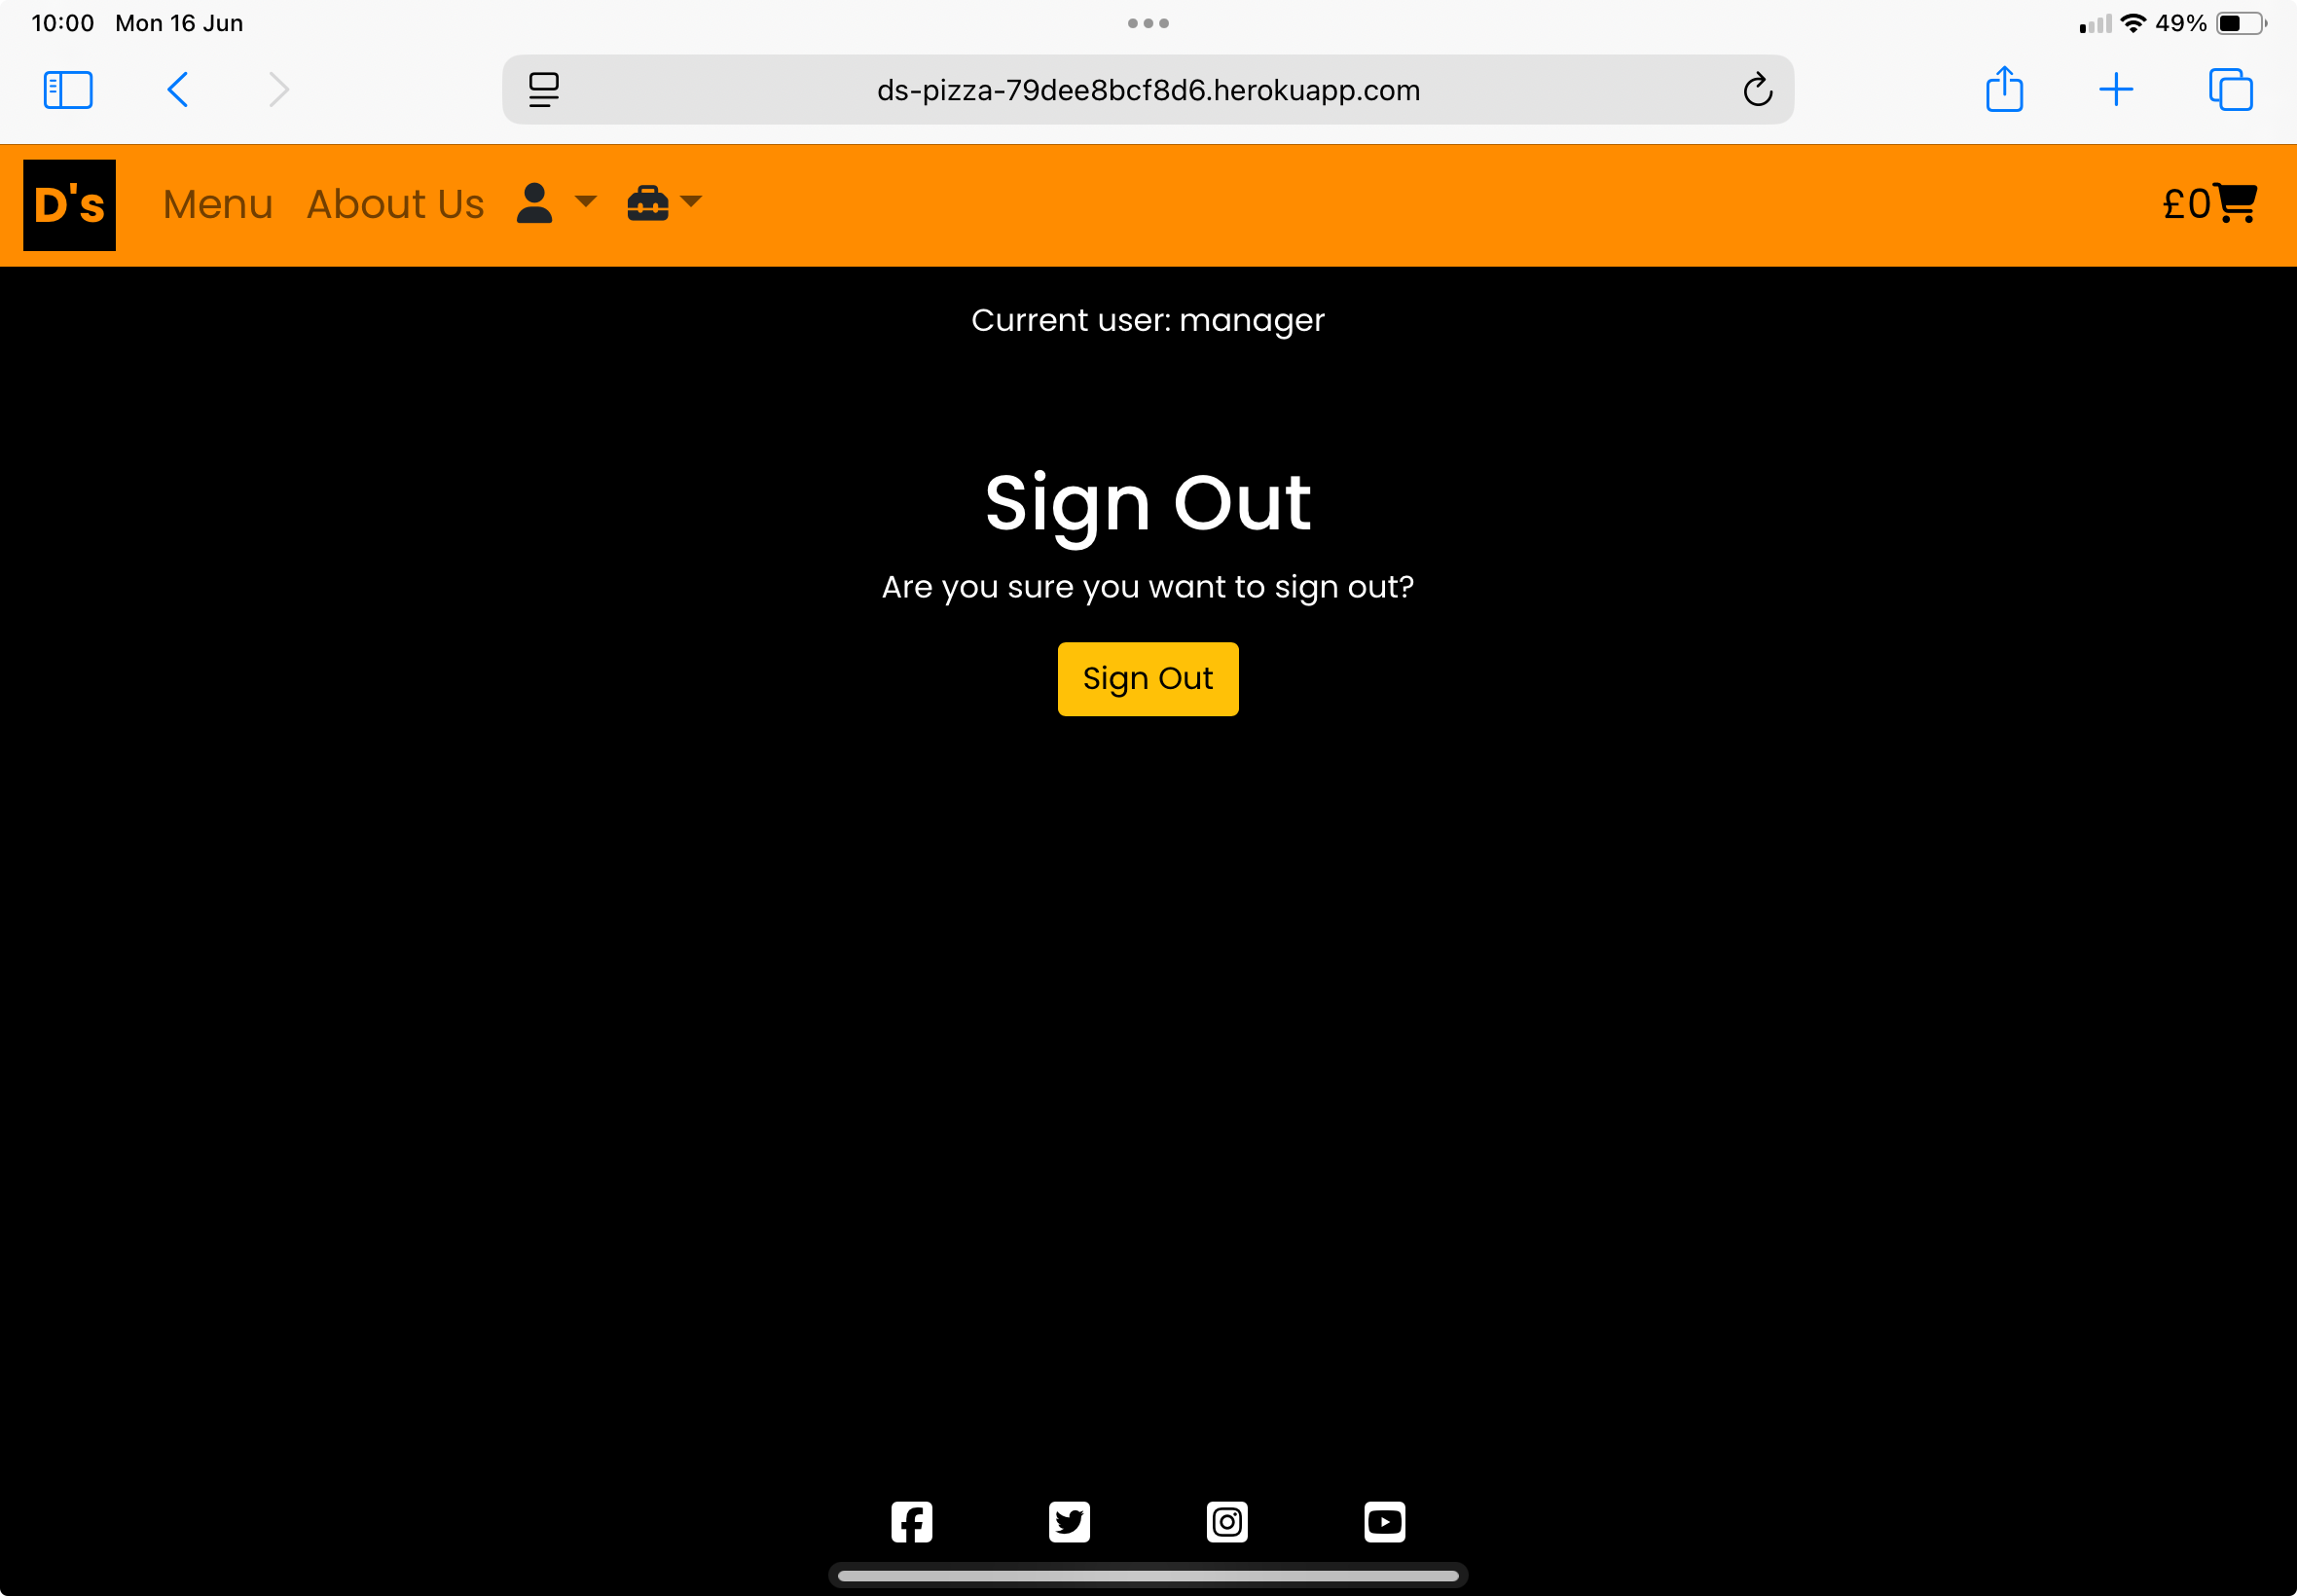 10:00 Mon 16 Jun
49%
ds-pizza-79dee8bcf8d6.herokuapp.com
D's Menu About Us £0
Current user: manager
Sign Out
Are you sure you want to sign out?
Sign Out